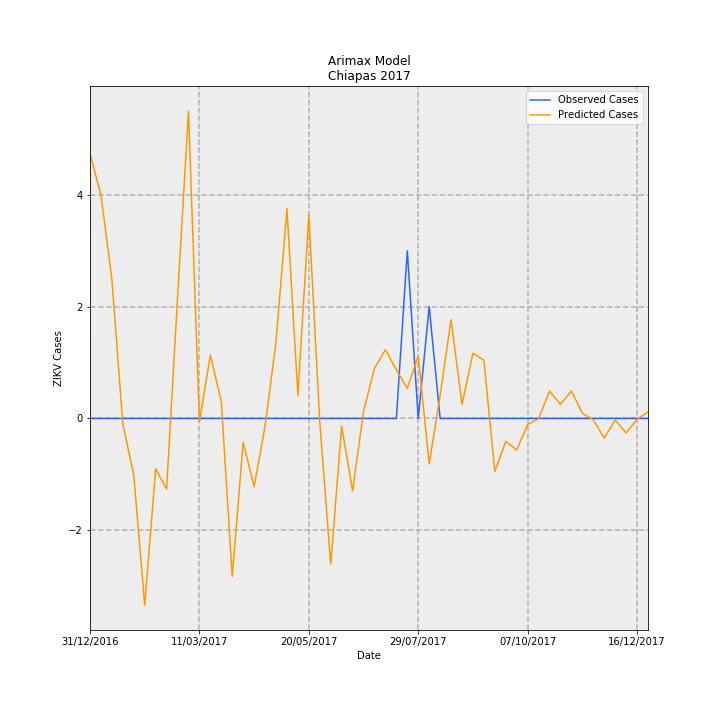 Arimax Model
Chiapas 2017
Observed Cases
Predicted Cases
ZIKV Cases
4
2
0
−2
31/12/2016
11/03/2017
20/05/2017
29/07/2017
07/10/2017
16/12/2017
Date